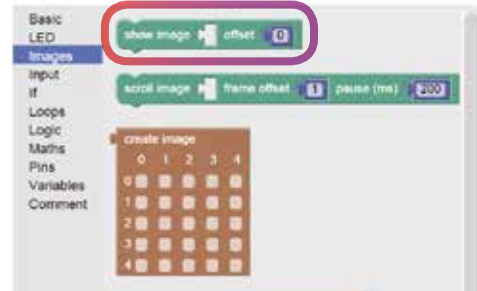 Basic
LED
Images
Input
If
Loops
Logic
Maths
Pins
Variables
Comment
show image offset 0
scroll image frame offset 1 pause (ms) 200
create image
0 1 2 3 4
0
1
2
3
4